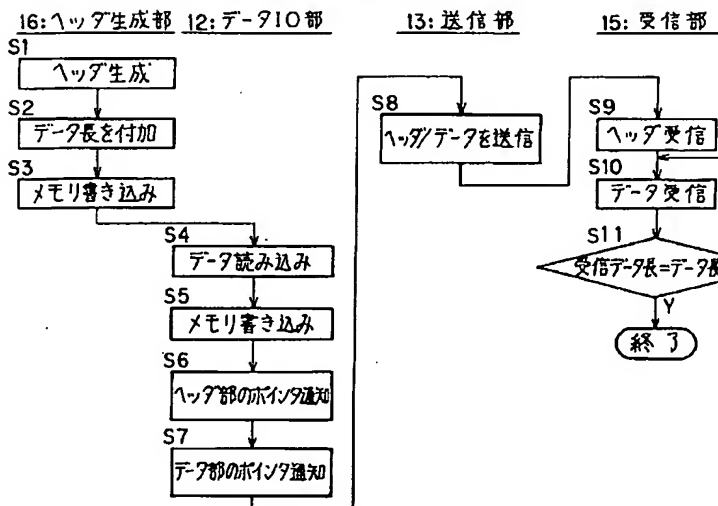 16:ヘッダ生成部
12:データIO部
13:送信部
15:受信部
S1
ヘッダ生成
S2
データ長を付加
S3
メモリ書き込み
S4
データ読み込み
S5
メモリ書き込み
S6
ヘッダ部のポインタ通知
S7
データ部のポインタ通知
S8
ヘッダ/データを送信
S9
ヘッダ受信
S10
データ受信
S11
受信データ長=データ長
Y
終了